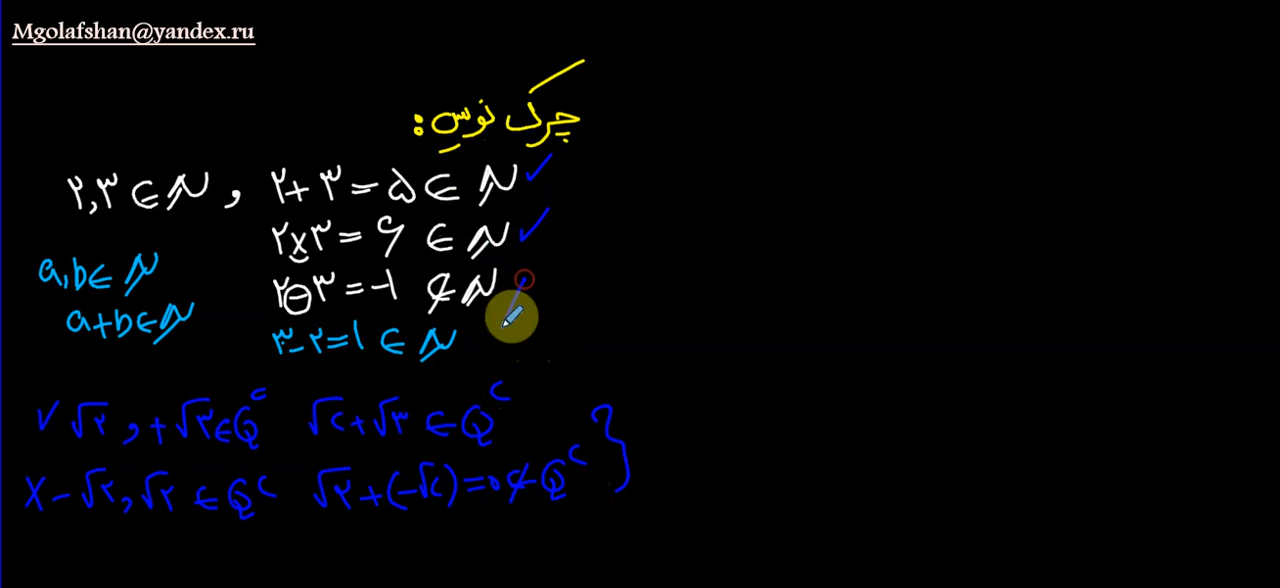 Mgolafshan@yandex.ru
چرک نویس:
۲,۳ ∈ ℕ , ۲+۳=۵ ∈ ℕ ✓
۲×۳=۶ ∈ ℕ ✓
۲-۳=-۱ ∉ ℕ
a,b ∈ ℕ
a+b ∈ ℕ
۳-۲=۱ ∈ ℕ
✓ √۲ , +√۳ ∈ Q^c √۲+√۳ ∈ Q^c }
X -√۲ , √۲ ∈ Q^c √۲+(-√۲)=۰ ∉ Q^c